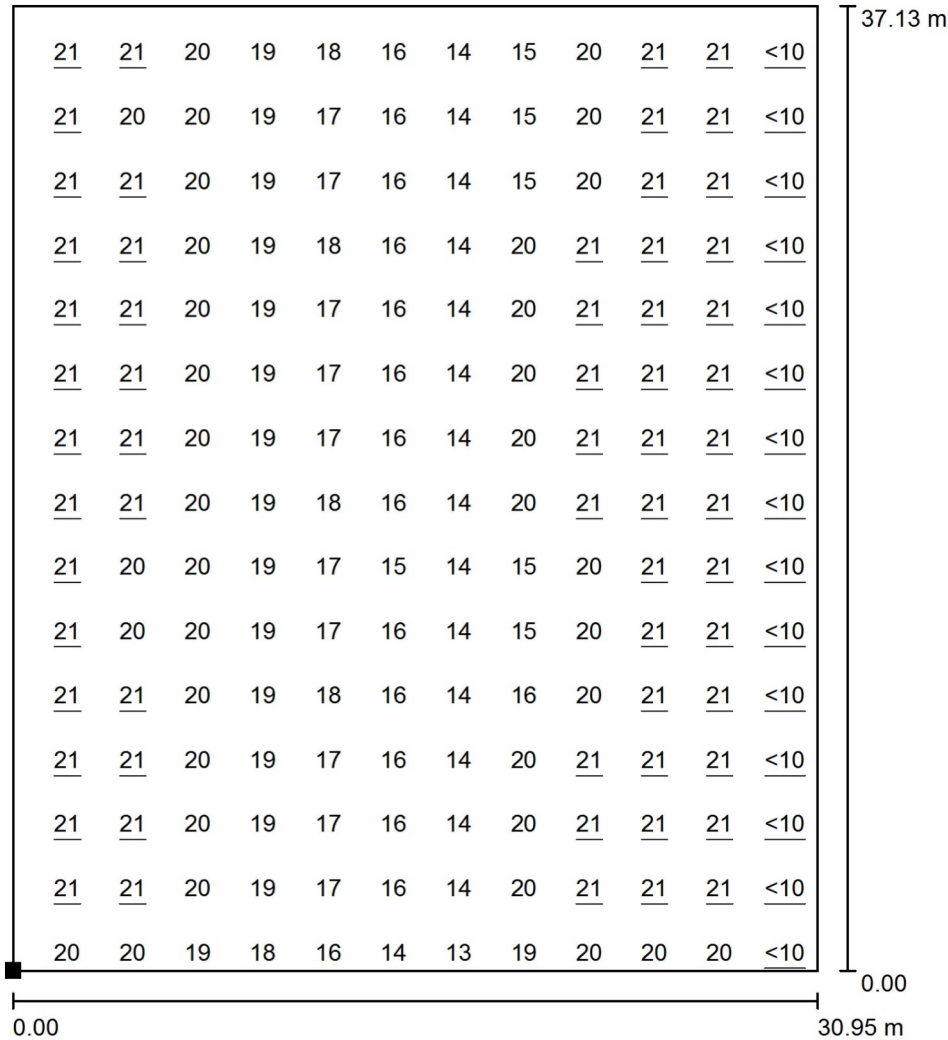 37.13 m
21 21 20 19 18 16 14 15 20 21 21 <10
21 20 20 19 17 16 14 15 20 21 21 <10
21 21 20 19 17 16 14 15 20 21 21 <10
21 21 20 19 18 16 14 20 21 21 21 <10
21 21 20 19 17 16 14 20 21 21 21 <10
21 21 20 19 17 16 14 20 21 21 21 <10
21 21 20 19 17 16 14 20 21 21 21 <10
21 21 20 19 18 16 14 20 21 21 21 <10
21 20 20 19 17 15 14 15 20 21 21 <10
21 20 20 19 17 16 14 15 20 21 21 <10
21 21 20 19 18 16 14 16 20 21 21 <10
21 21 20 19 17 16 14 20 21 21 21 <10
21 21 20 19 17 16 14 20 21 21 21 <10
21 21 20 19 17 16 14 20 21 21 21 <10
20 20 19 18 16 14 13 19 20 20 20 <10
0.00
0.00 30.95 m